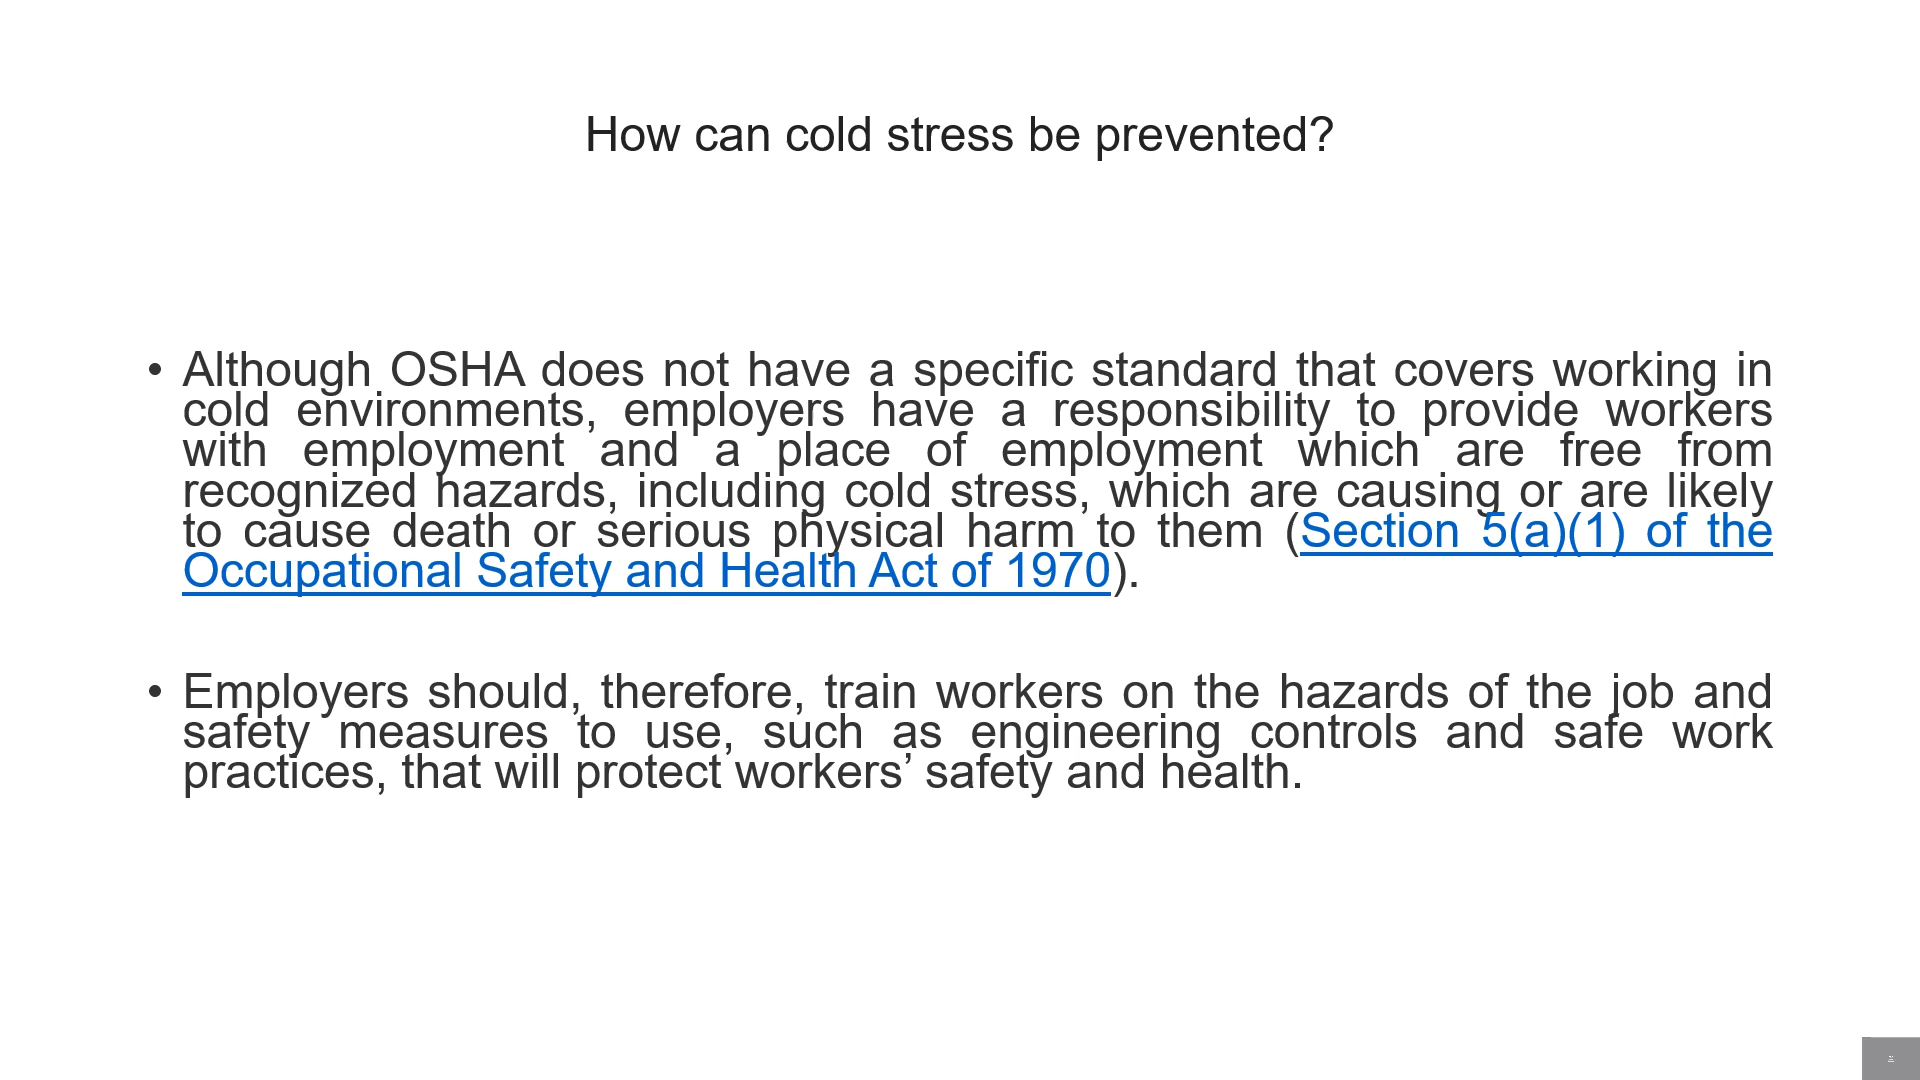 How can cold stress be prevented?
• Although OSHA does not have a specific standard that covers working in
cold environments, employers have a responsibility to provide workers
with employment and a place of employment which are free from
recognized hazards, including cold stress, which are causing or are likely
to cause death or serious physical harm to them (Section 5(a)(1) of the
Occupational Safety and Health Act of 1970).
• Employers should, therefore, train workers on the hazards of the job and
safety measures to use, such as engineering controls and safe work
practices, that will protect workers’ safety and health.